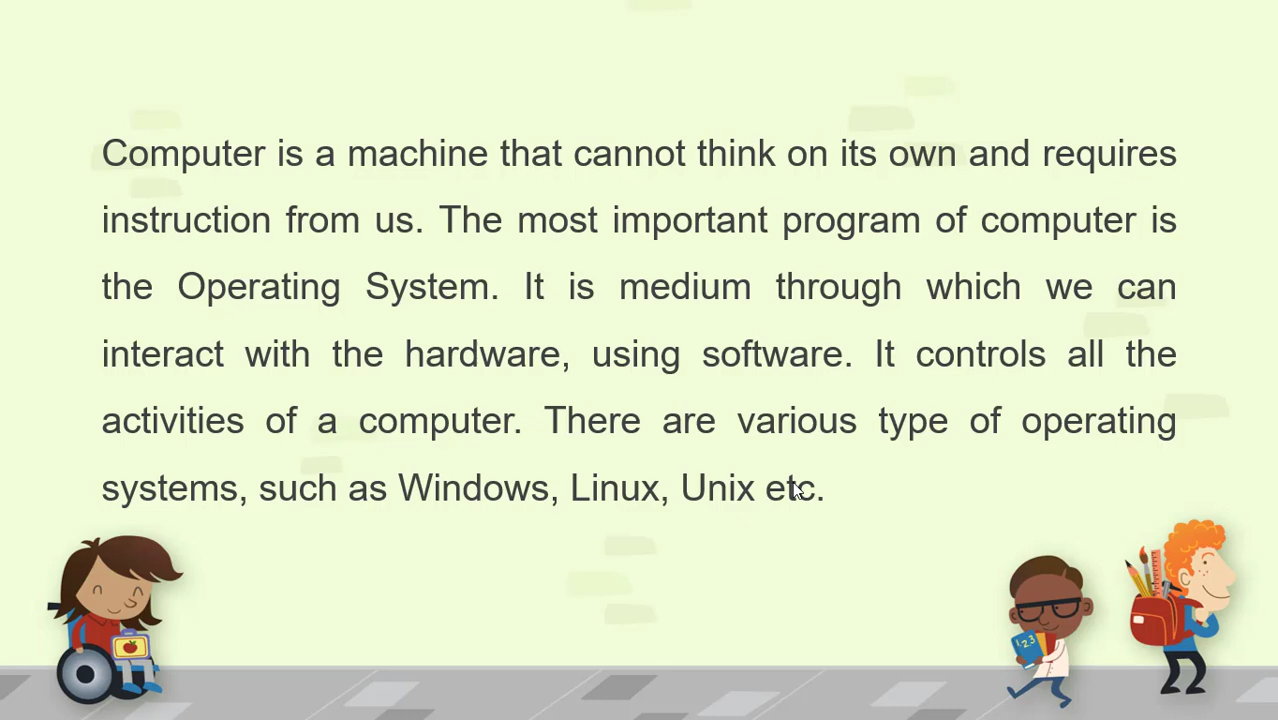 Computer is a machine that cannot think on its own and requires
instruction from us. The most important program of computer is
the Operating System. It is medium through which we can
interact with the hardware, using software. It controls all the
activities of a computer. There are various type of operating
systems, such as Windows, Linux, Unix etc.
123